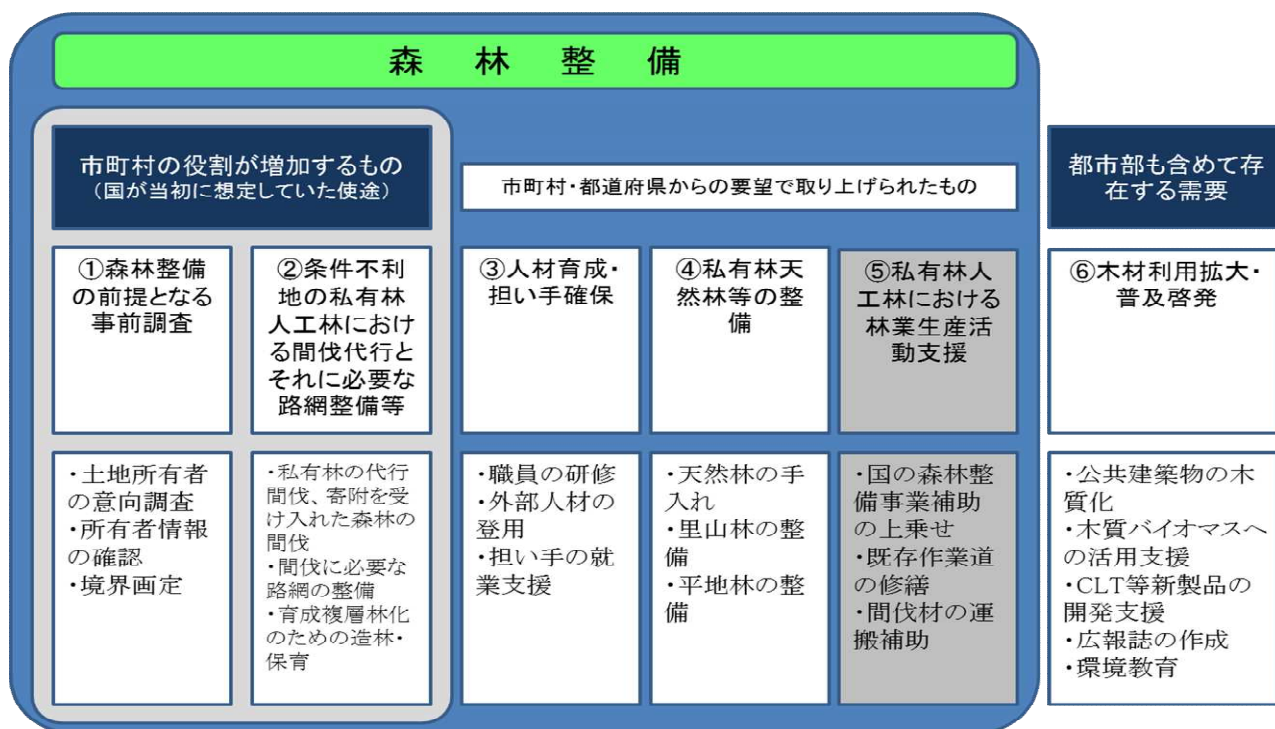 森林整備
市町村の役割が増加するもの
（国が当初に想定していた使途）
市町村・都道府県からの要望で取り上げられたもの
都市部も含めて存
在する需要
①森林整備
の前提となる
事前調査
②条件不利
地の私有林
人工林におけ
る間伐代行と
それに必要な
路網整備等
③人材育成・
担い手確保
④私有林天
然林等の整
備
⑤私有林人
工林における
林業生産活
動支援
⑥木材利用拡大・
普及啓発
・土地所有者
の意向調査
・所有者情報
の確認
・境界画定
・私有林の代行
間伐、寄附を受
け入れた森林の
間伐
・間伐に必要な
路網の整備
・育成複層林化
のための造林・
保育
・職員の研修
・外部人材の
登用
・担い手の就
業支援
・天然林の手
入れ
・里山林の整
備
・平地林の整
備
・国の森林整
備事業補助
の上乗せ
・既存作業道
の修繕
・間伐材の運
搬補助
・公共建築物の木
質化
・木質バイオマスへ
の活用支援
・CLT等新製品の
開発支援
・広報誌の作成
・環境教育